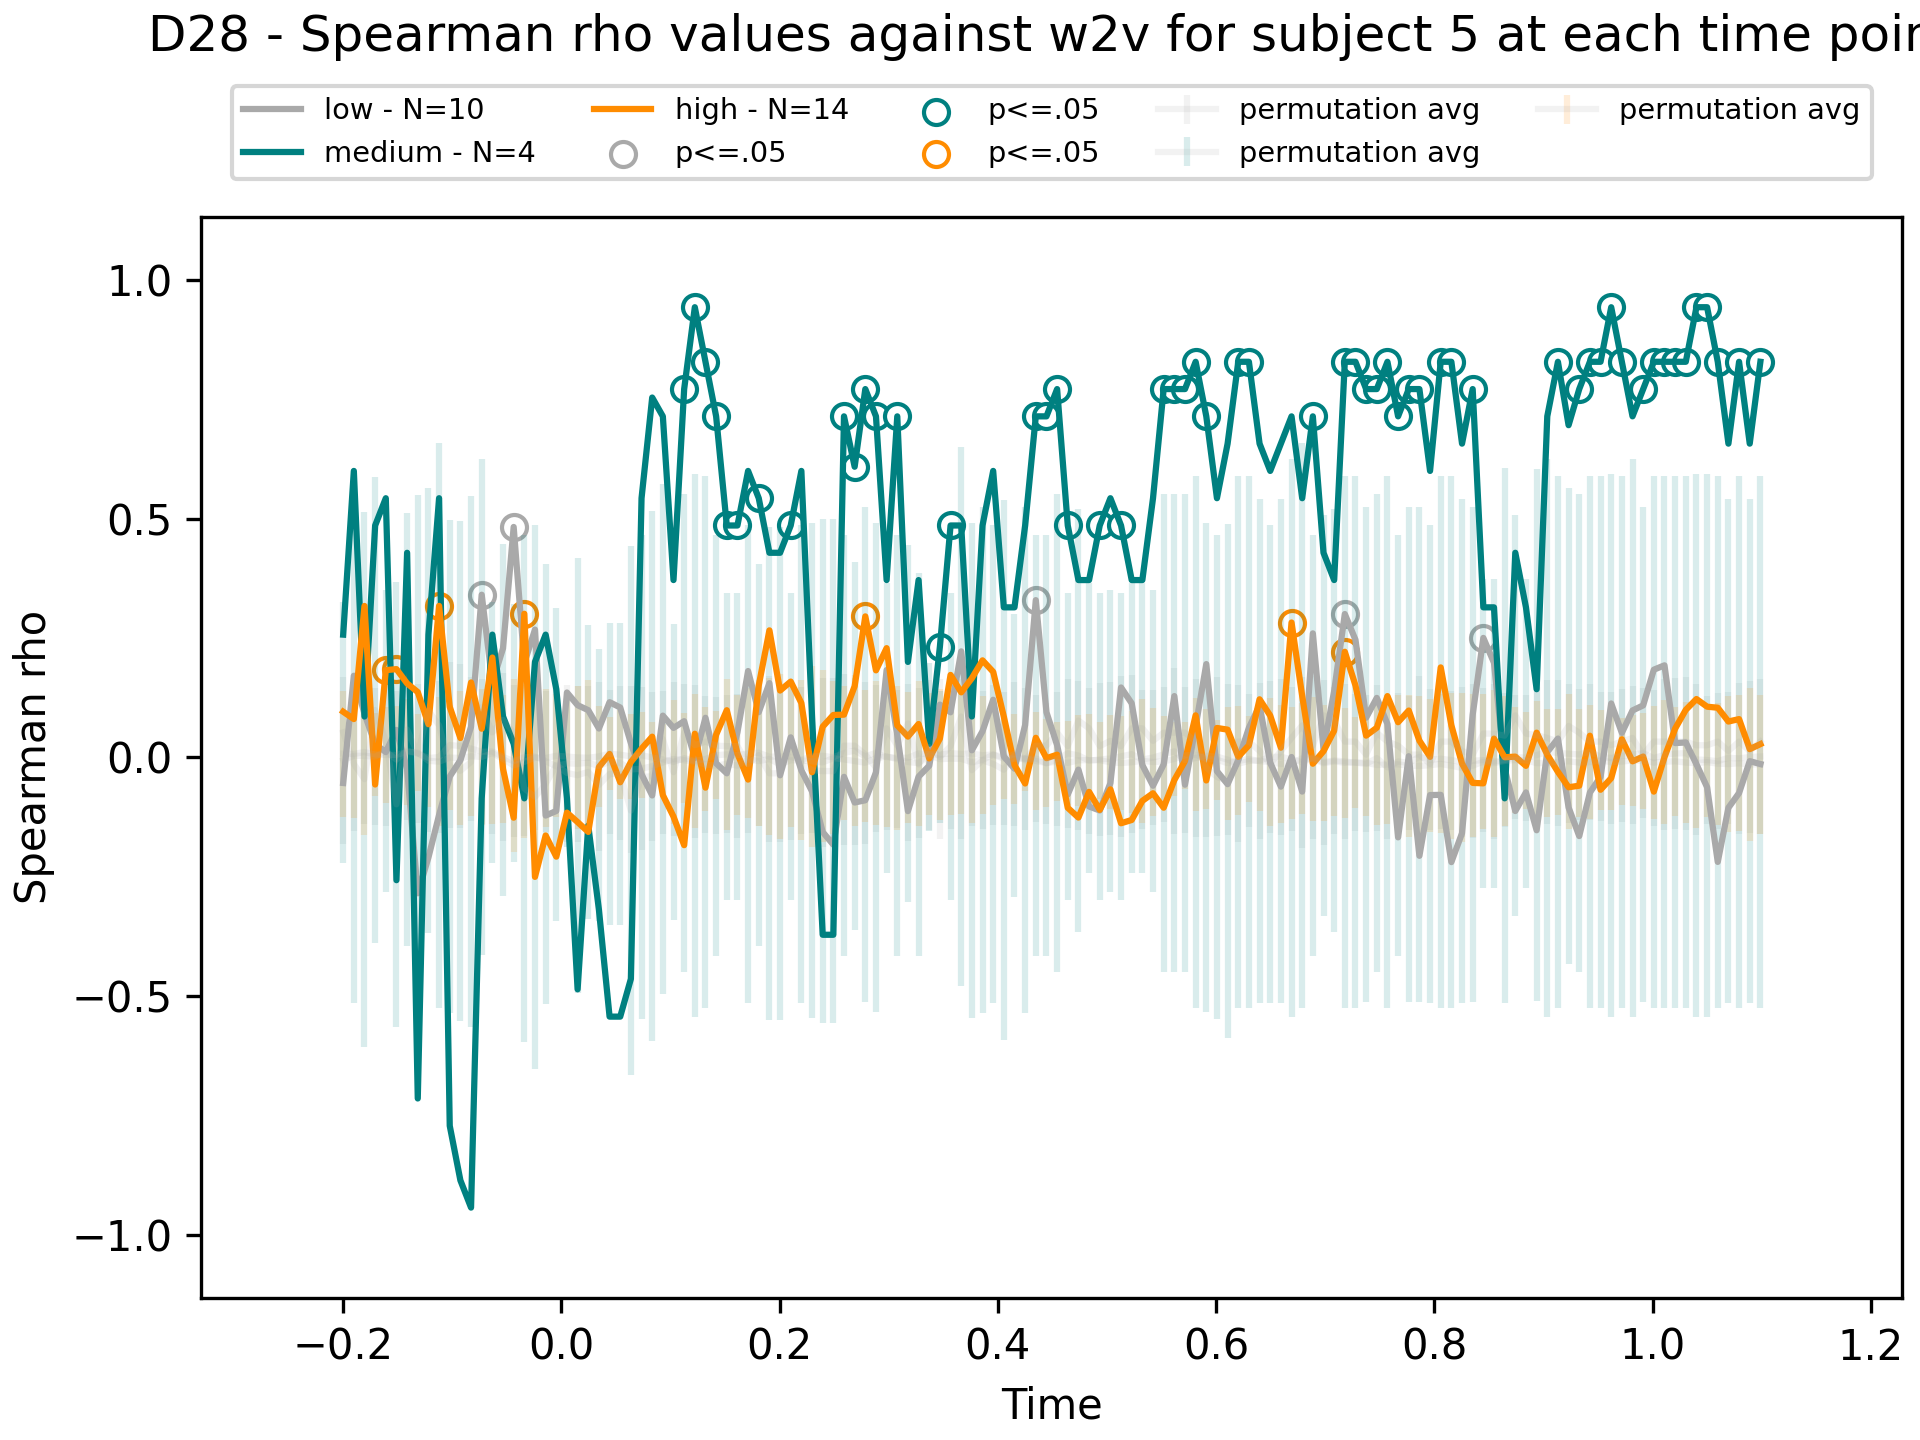 D28 - Spearman rho values against w2v for subject 5 at each time poin
low - N=10
medium - N=4
high - N=14
p<=.05
p<=.05
p<=.05
permutation avg
permutation avg
permutation avg
Spearman rho
1.0
0.5
0.0
−0.5
−1.0
−0.2
0.0
0.2
0.4
0.6
0.8
1.0
1.2
Time